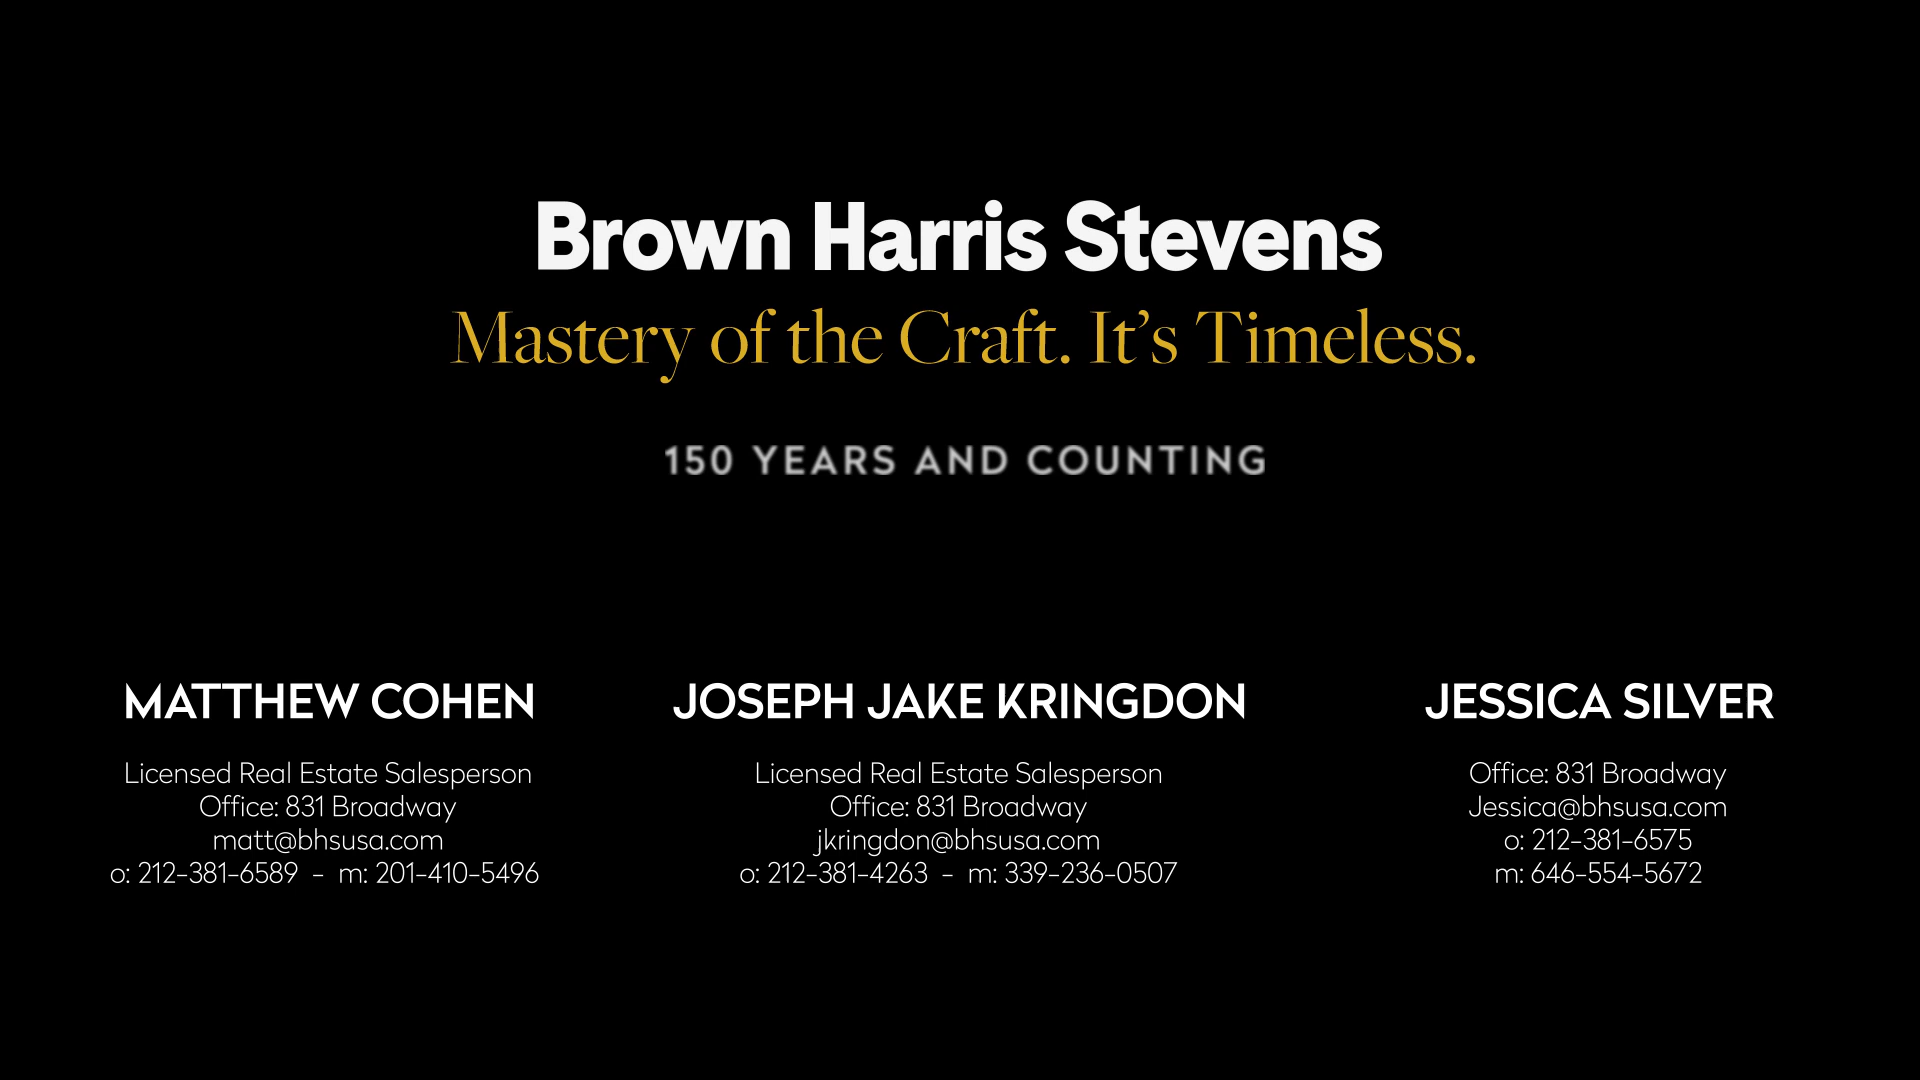 Brown Harris Stevens
Mastery of the Craft. It’s Timeless.
150 YEARS AND COUNTING
MATTHEW COHEN
Licensed Real Estate Salesperson
Office: 831 Broadway
matt@bhsusa.com
o: 212-381-6589 - m: 201-410-5496
JOSEPH JAKE KRINGDON
Licensed Real Estate Salesperson
Office: 831 Broadway
jkringdon@bhsusa.com
o: 212-381-4263 - m: 339-236-0507
JESSICA SILVER
Office: 831 Broadway
Jessica@bhsusa.com
o: 212-381-6575
m: 646-554-5672